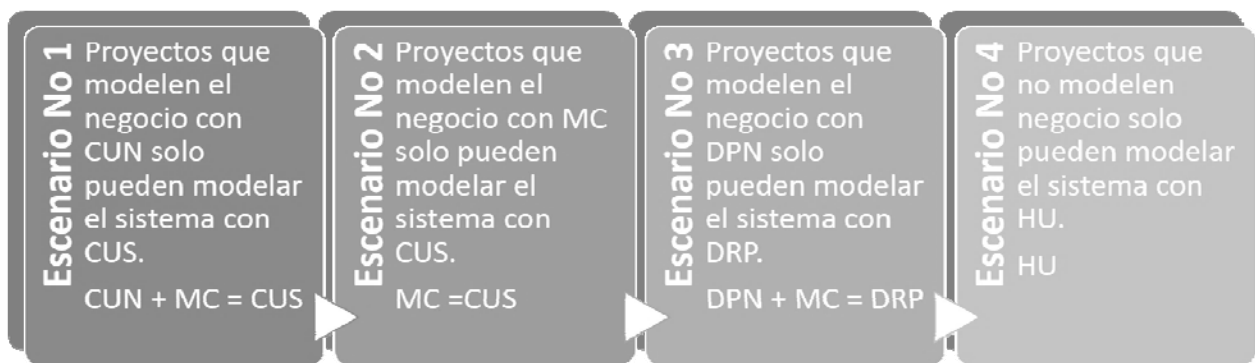 Escenario No 1
Proyectos que
modelen el
negocio con
CUN solo
pueden modelar
el sistema con
CUS.
CUN + MC = CUS
Escenario No 2
Proyectos que
modelen el
negocio con MC
solo pueden
modelar el
sistema con
CUS.
MC =CUS
Escenario No 3
Proyectos que
modelen el
negocio con
DPN solo
pueden modelar
el sistema con
DRP.
DPN + MC = DRP
Escenario No 4
Proyectos que
no modelen
negocio solo
pueden modelar
el sistema con
HU.
HU